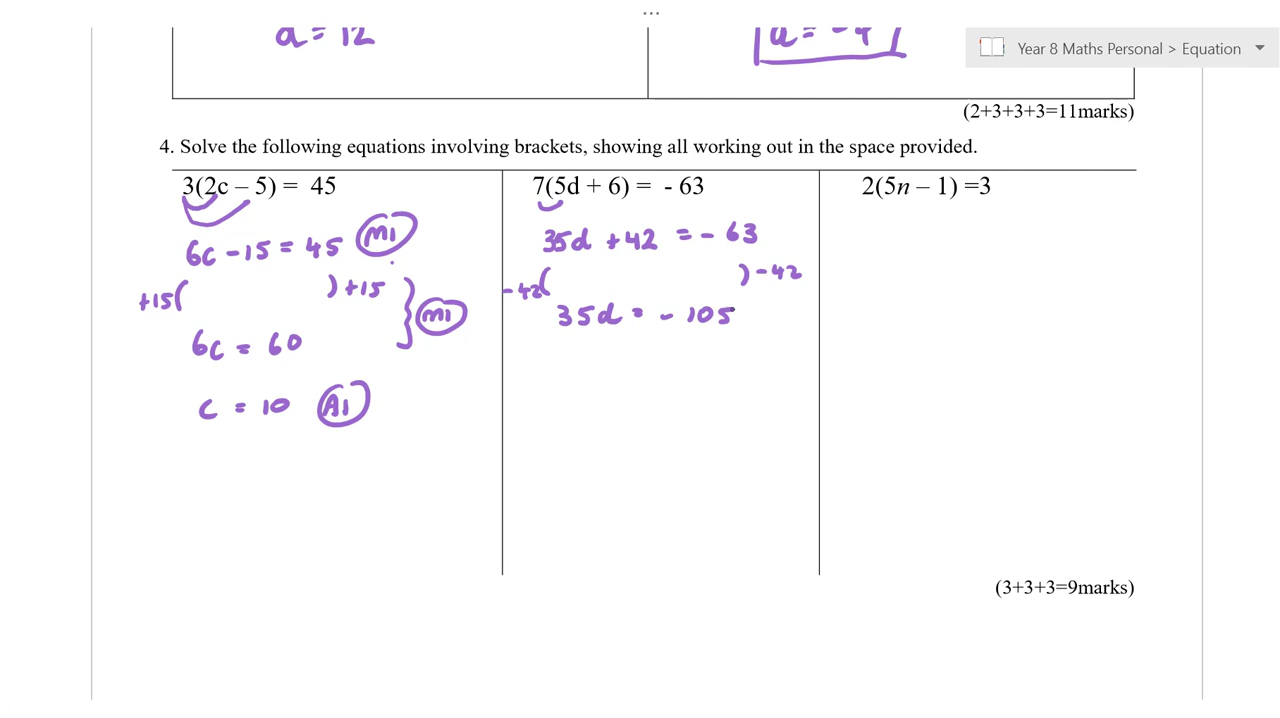 ...
a = 12
a = -4
Year 8 Maths Personal > Equation
(2+3+3+3=11marks)
4. Solve the following equations involving brackets, showing all working out in the space provided.
3(2c – 5) = 45
6c - 15 = 45 M1
+15( )+15
M1
6c = 60
c = 10 A1
7(5d + 6) = - 63
35d + 42 = - 63
-42( )-42
35d = - 105
2(5n – 1) =3
(3+3+3=9marks)